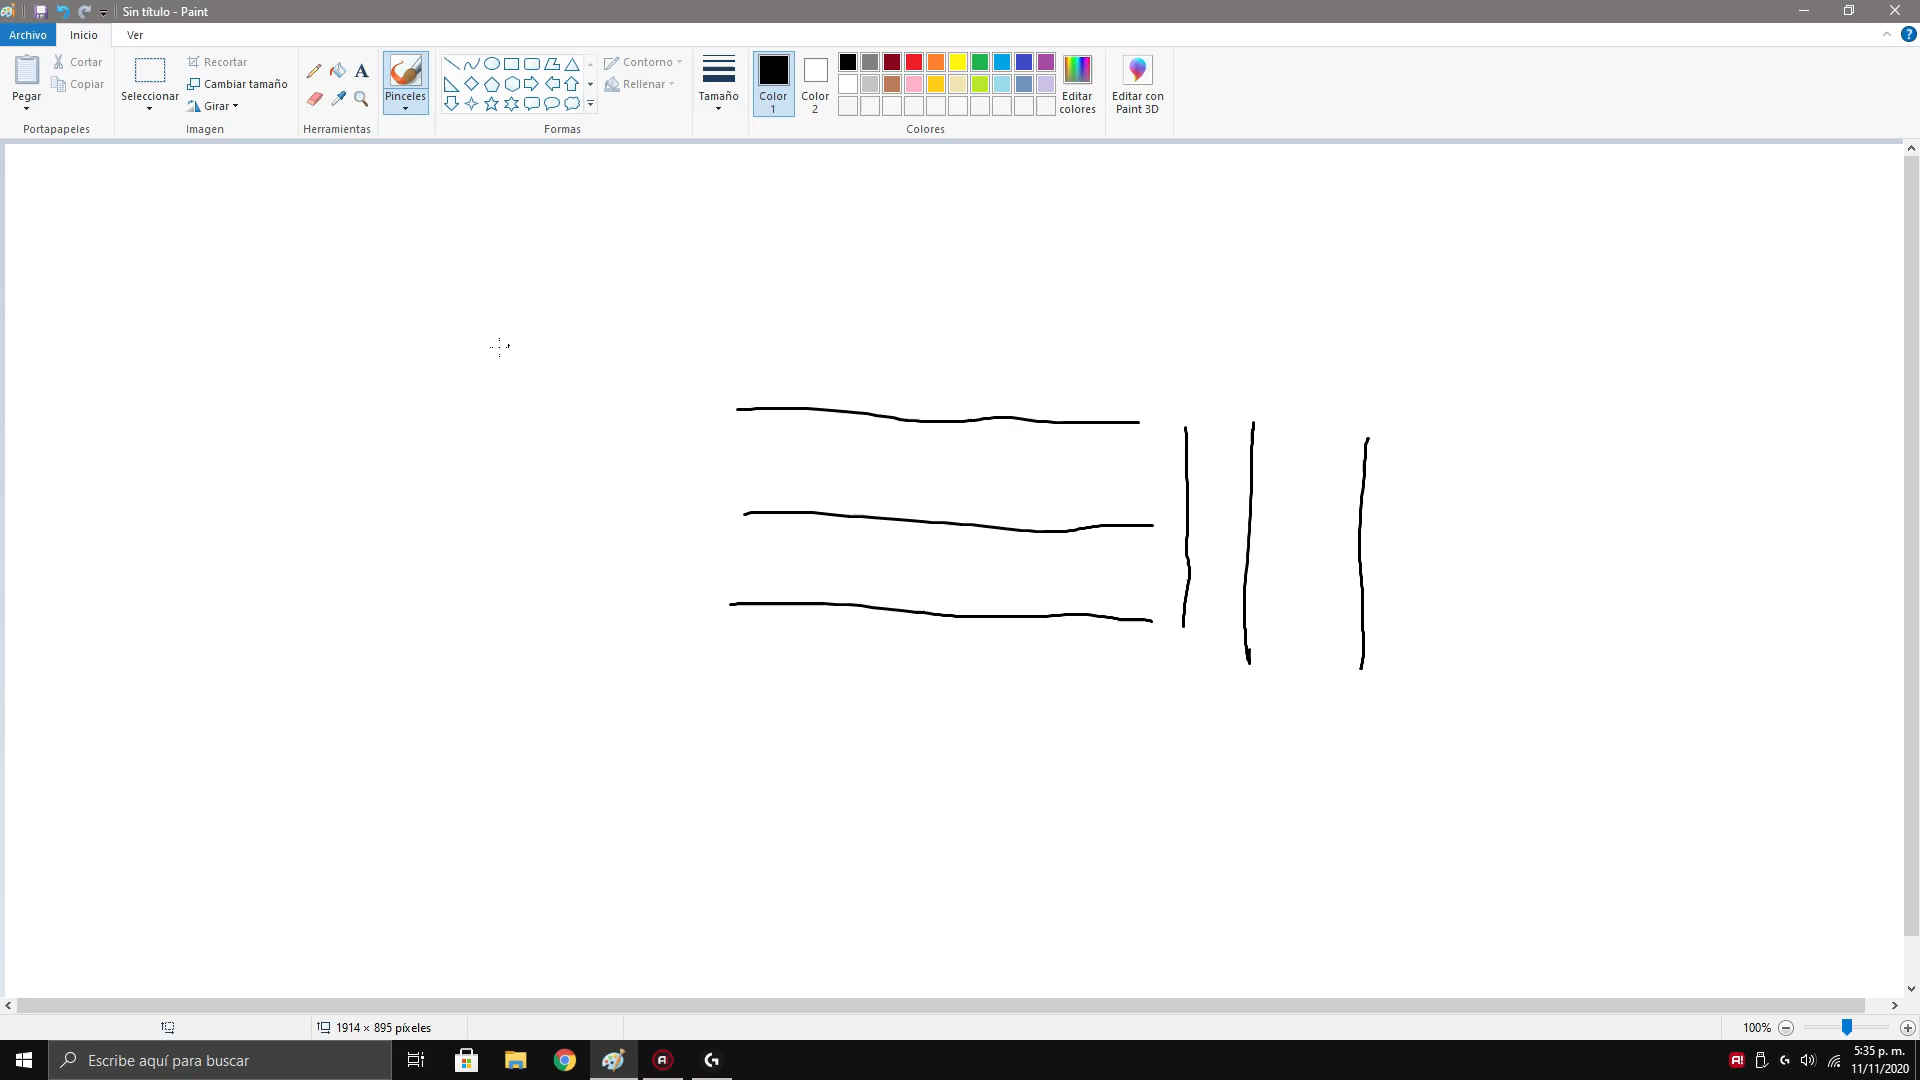 Sin título - Paint
Archivo Inicio Ver
Pegar
Cortar
Copiar
Portapapeles
Seleccionar
Recortar
Cambiar tamaño
Girar
Imagen
A
Herramientas
Pinceles
Contorno
Rellenar
Formas
Tamaño
Color
1
Color
2
Editar
colores
Colores
Editar con
Paint 3D
1914 × 895 píxeles
100%
Escribe aquí para buscar
5:35 p. m.
11/11/2020